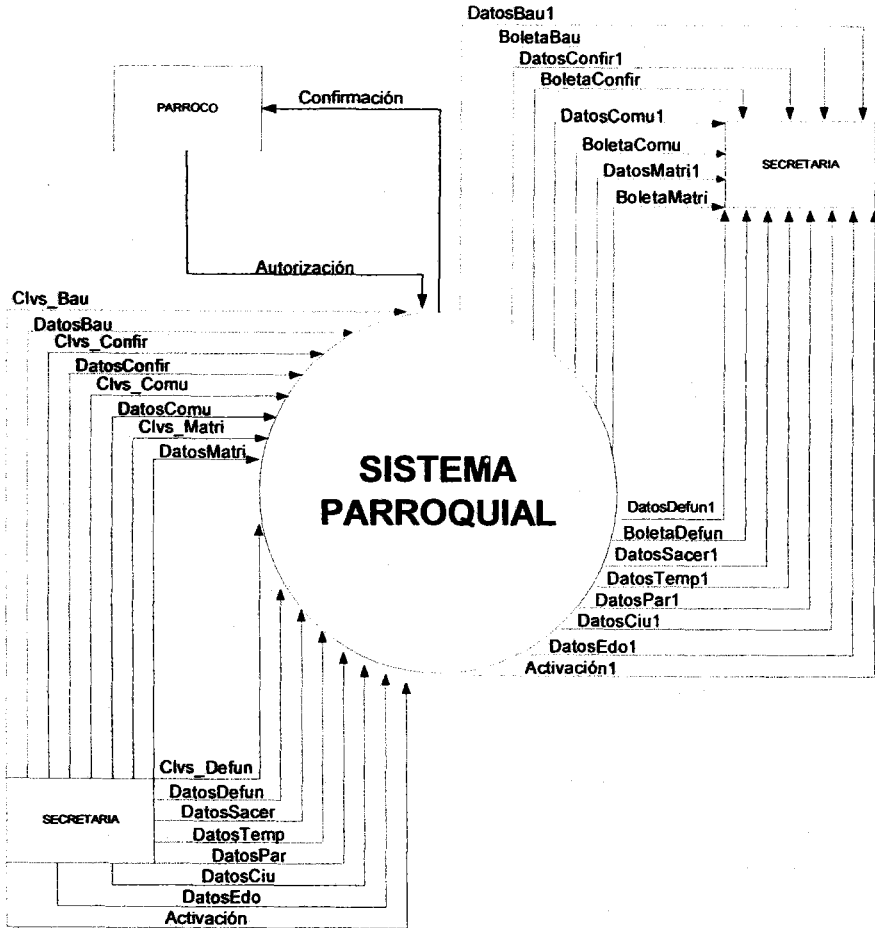 DatosBau1
BoletaBau
DatosConfir1
BoletaConfir
DatosComu1
BoletaComu
DatosMatri1
BoletaMatri
PARROCO
Confirmación
SECRETARIA
Autorización
Clvs_Bau
DatosBau
Clvs_Confir
DatosConfir
Clvs_Comu
DatosComu
Clvs_Matri
DatosMatri
SISTEMA
PARROQUIAL
DatosDefun1
BoletaDefun
DatosSacer1
DatosTemp1
DatosPar1
DatosCiu1
DatosEdo1
Activación1
Clvs_Defun
DatosDefun
DatosSacer
DatosTemp
DatosPar
DatosCiu
DatosEdo
Activación
SECRETARIA